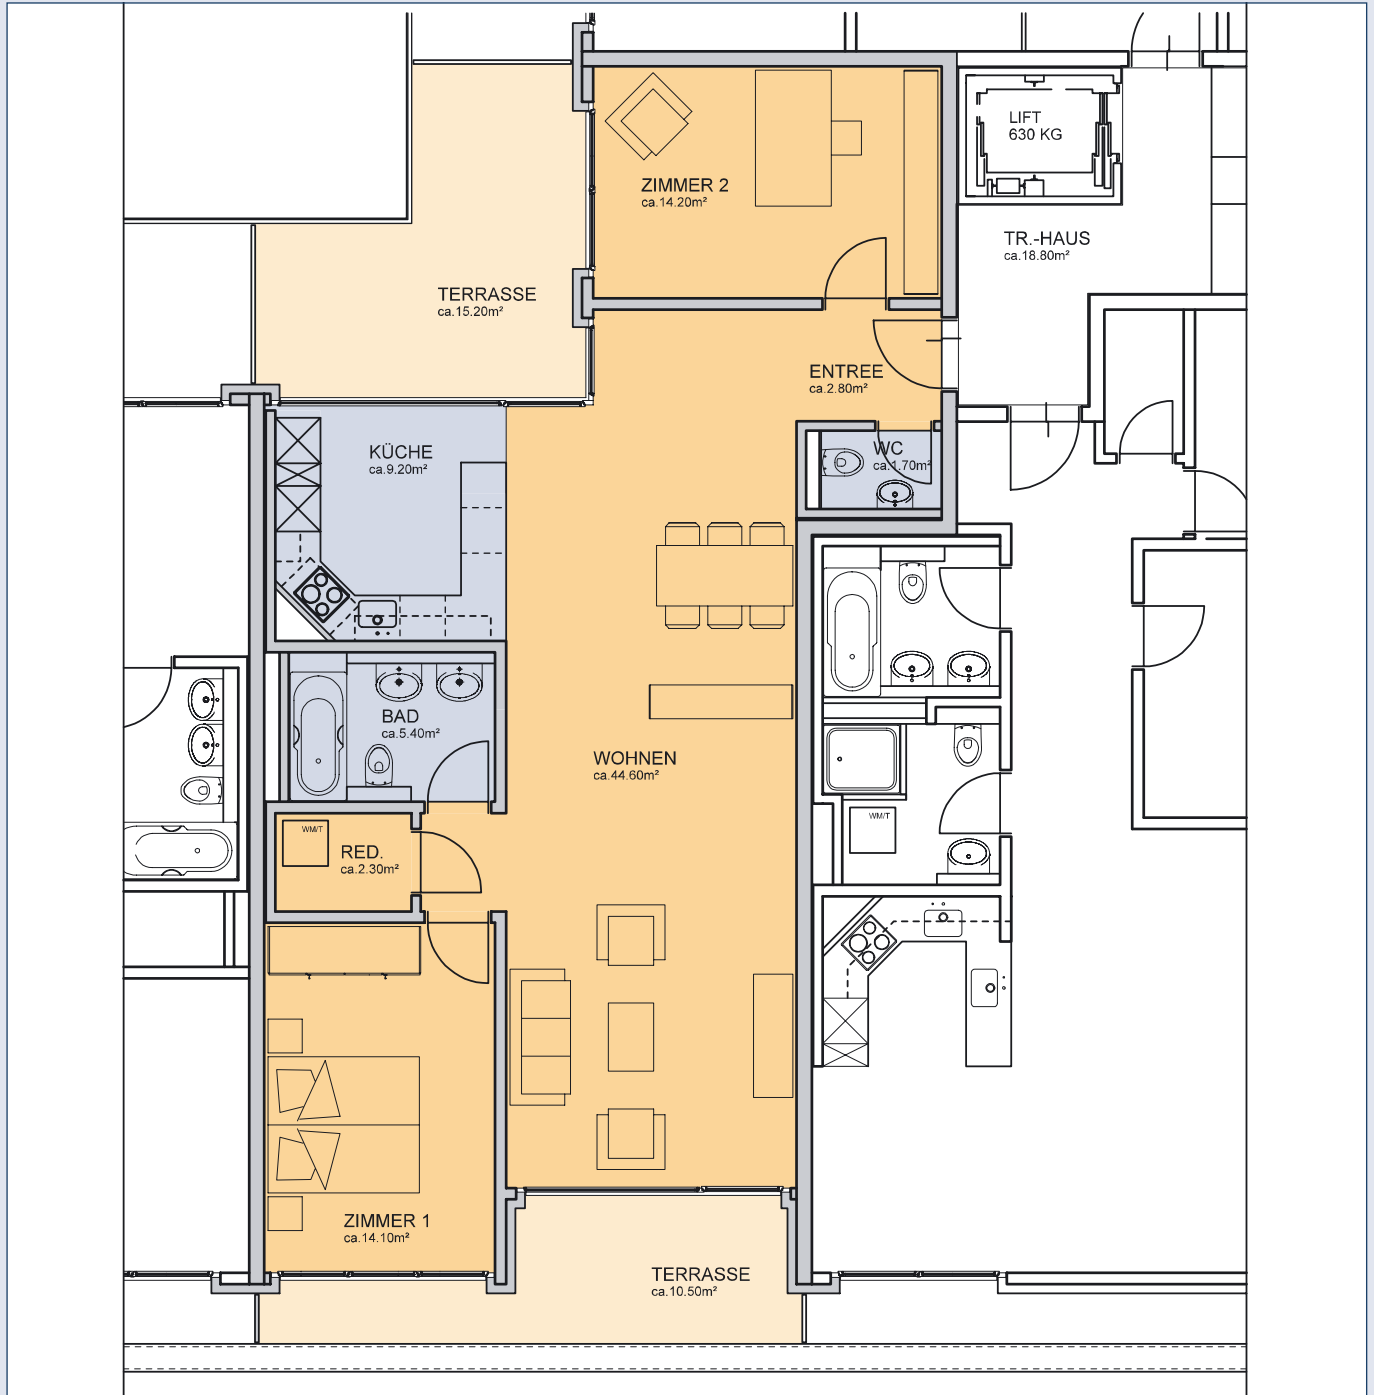 LIFT
630 KG
ZIMMER 2
ca.14.20m²
TR.-HAUS
ca.18.80m²
TERRASSE
ca.15.20m²
ENTREE
ca.2.80m²
KÜCHE
ca.9.20m²
WC
ca.1.70m²
BAD
ca.5.40m²
WOHNEN
ca.44.60m²
WM/T
WM/T
RED.
ca.2.30m²
ZIMMER 1
ca.14.10m²
TERRASSE
ca.10.50m²